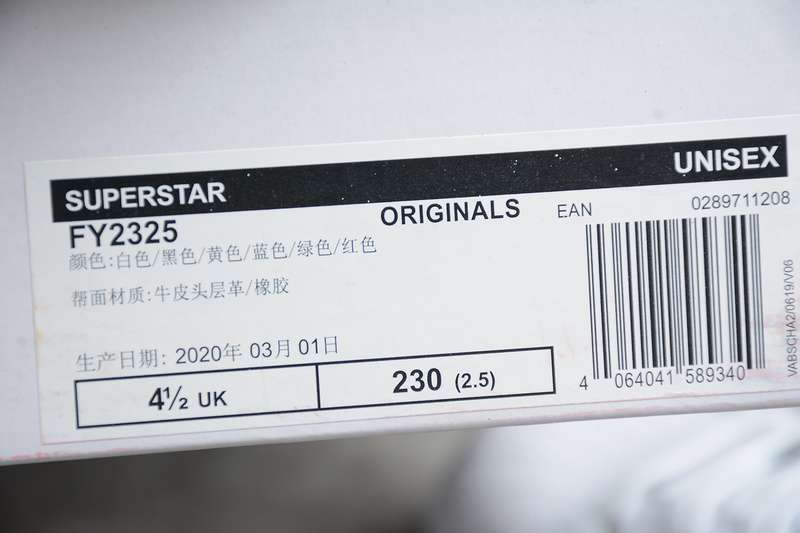 SUPERSTAR UNISEX
FY2325 ORIGINALS EAN 0289711208
颜色:白色/黑色/黄色/蓝色/绿色/红色
帮面材质:牛皮头层革/橡胶
生产日期: 2020年 03月 01日
4½ UK 230 (2.5)
4 064041 589340
VABSCHA2/0619/V06